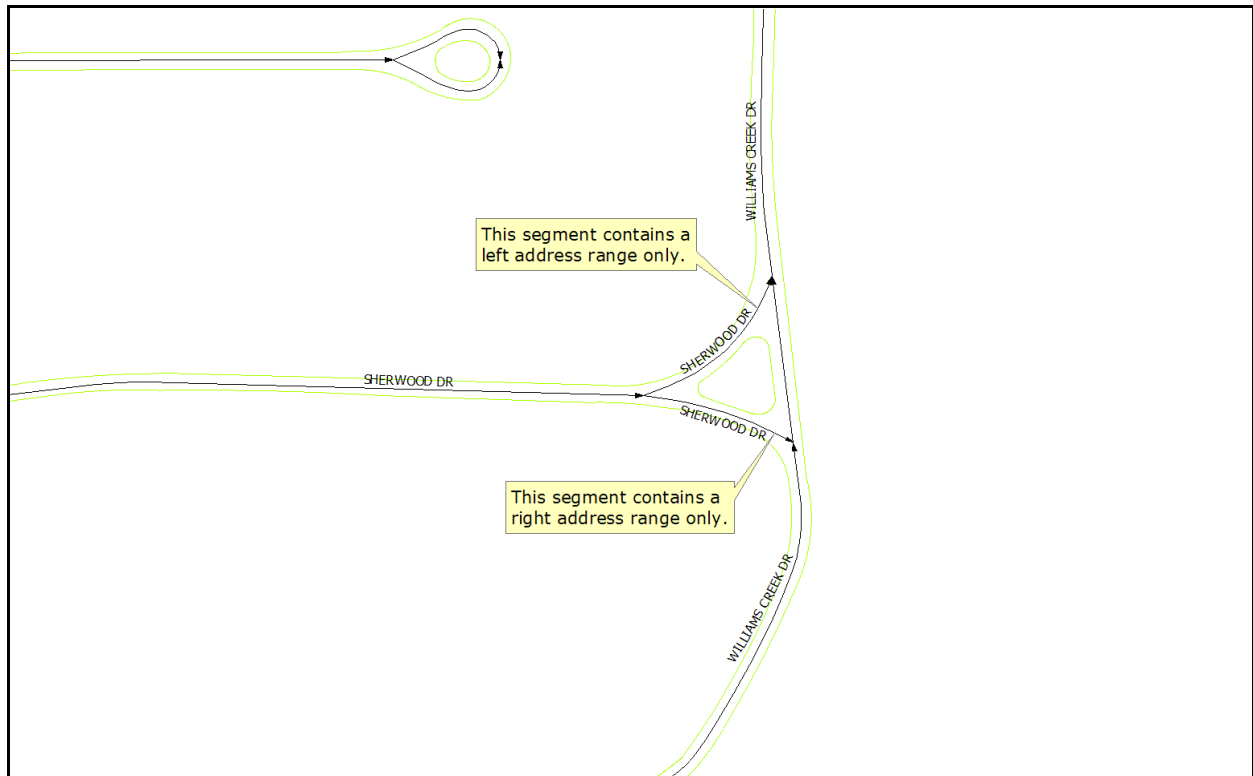 WILLIAMS CREEK DR
This segment contains a
left address range only.
SHERWOOD DR
SHERWOOD DR
SHERWOOD DR
This segment contains a
right address range only.
WILLIAMS CREEK DR